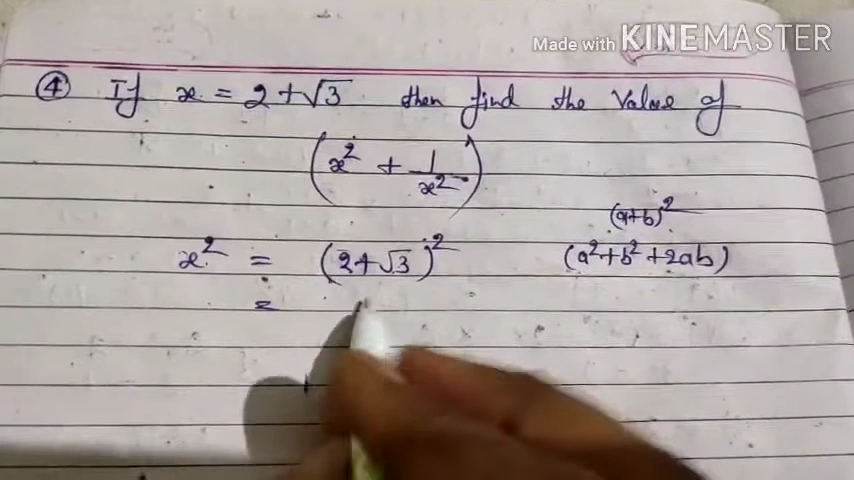 Made with KINEMASTER
④ If x = 2 + √3 then find the Value of
(x² + 1/x²)
(a+b)²
x² = (2+√3)² (a²+b²+2ab)
=